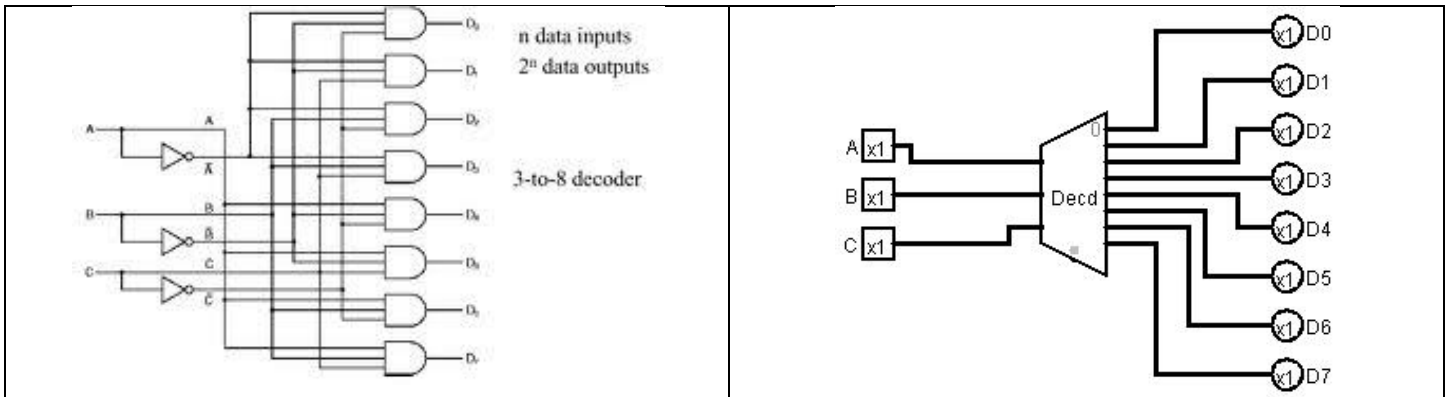 D₀
n data inputs
D₁
2ⁿ data outputs
D₂
A
A
A̅
D₃
3-to-8 decoder
B
B
D₄
B̅
C
C
D₅
C̅
D₆
D₇
A x1
B x1
C x1
0
Decd
x1 D0
x1 D1
x1 D2
x1 D3
x1 D4
x1 D5
x1 D6
x1 D7